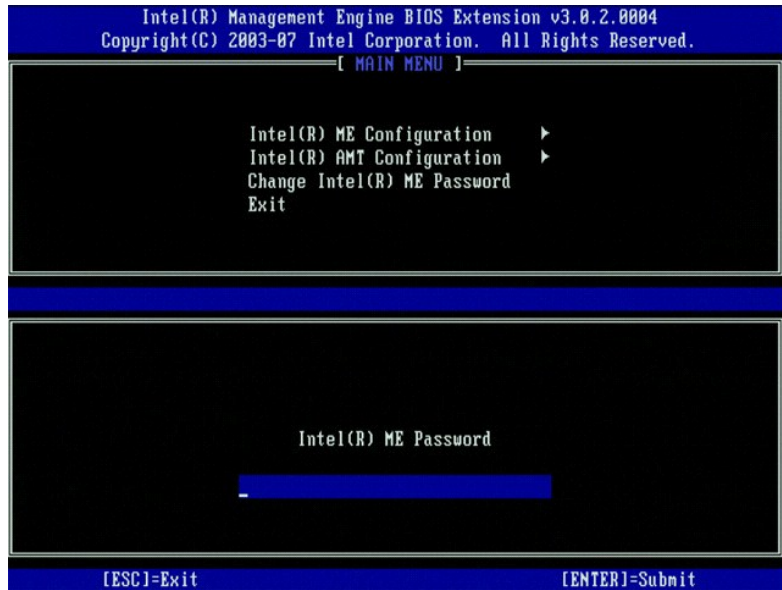 Intel(R) Management Engine BIOS Extension v3.0.2.0004
Copyright(C) 2003-07 Intel Corporation. All Rights Reserved.
[ MAIN MENU ]
Intel(R) ME Configuration ►
Intel(R) AMT Configuration ►
Change Intel(R) ME Password
Exit
Intel(R) ME Password
[ESC]=Exit [ENTER]=Submit